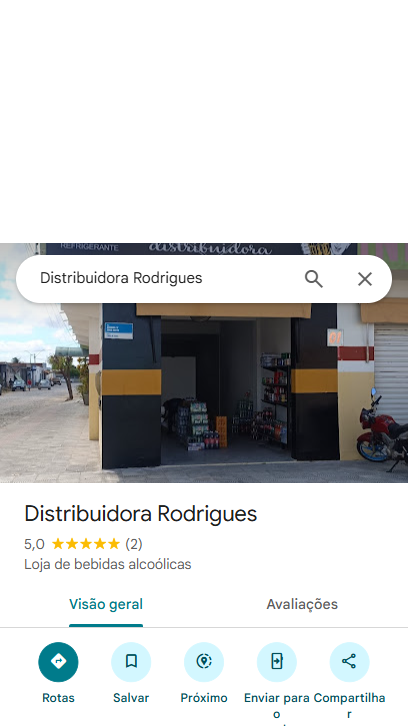 REFRIGERANTE
distribuidora
Distribuidora Rodrigues
Distribuidora Rodrigues
5,0 ★★★★★ (2)
Loja de bebidas alcoólicas
Visão geral
Avaliações
Rotas
Salvar
Próximo
Enviar para o
Compartilhar